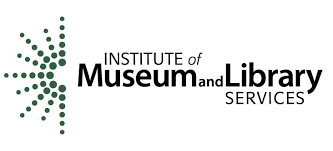 INSTITUTE of
Museum and Library
SERVICES